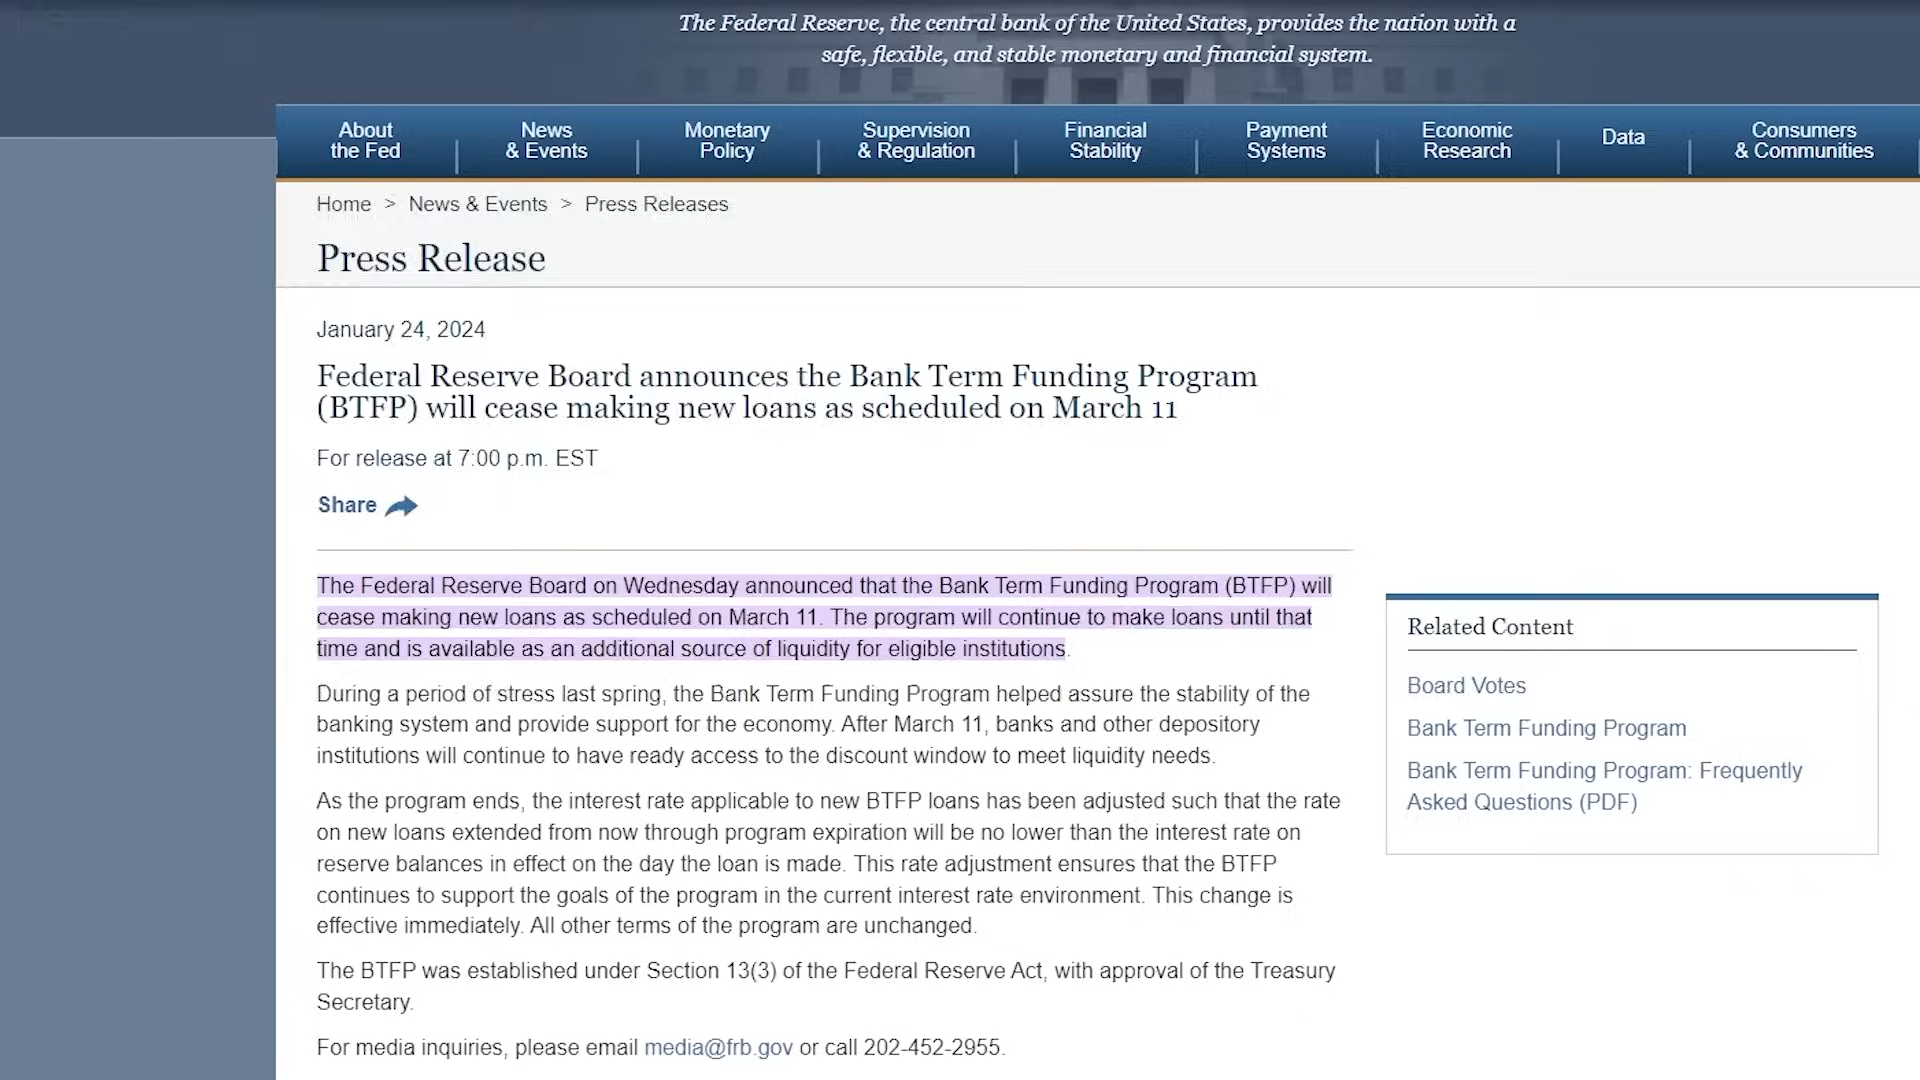 The Federal Reserve, the central bank of the United States, provides the nation with a
safe, flexible, and stable monetary and financial system.
About
the Fed
News
& Events
Monetary
Policy
Supervision
& Regulation
Financial
Stability
Payment
Systems
Economic
Research
Data
Consumers
& Communities
Home > News & Events > Press Releases
Press Release
January 24, 2024
Federal Reserve Board announces the Bank Term Funding Program
(BTFP) will cease making new loans as scheduled on March 11
For release at 7:00 p.m. EST
Share
The Federal Reserve Board on Wednesday announced that the Bank Term Funding Program (BTFP) will
cease making new loans as scheduled on March 11. The program will continue to make loans until that
time and is available as an additional source of liquidity for eligible institutions.
During a period of stress last spring, the Bank Term Funding Program helped assure the stability of the
banking system and provide support for the economy. After March 11, banks and other depository
institutions will continue to have ready access to the discount window to meet liquidity needs.
As the program ends, the interest rate applicable to new BTFP loans has been adjusted such that the rate
on new loans extended from now through program expiration will be no lower than the interest rate on
reserve balances in effect on the day the loan is made. This rate adjustment ensures that the BTFP
continues to support the goals of the program in the current interest rate environment. This change is
effective immediately. All other terms of the program are unchanged.
The BTFP was established under Section 13(3) of the Federal Reserve Act, with approval of the Treasury
Secretary.
For media inquiries, please email media@frb.gov or call 202-452-2955.
Related Content
Board Votes
Bank Term Funding Program
Bank Term Funding Program: Frequently
Asked Questions (PDF)